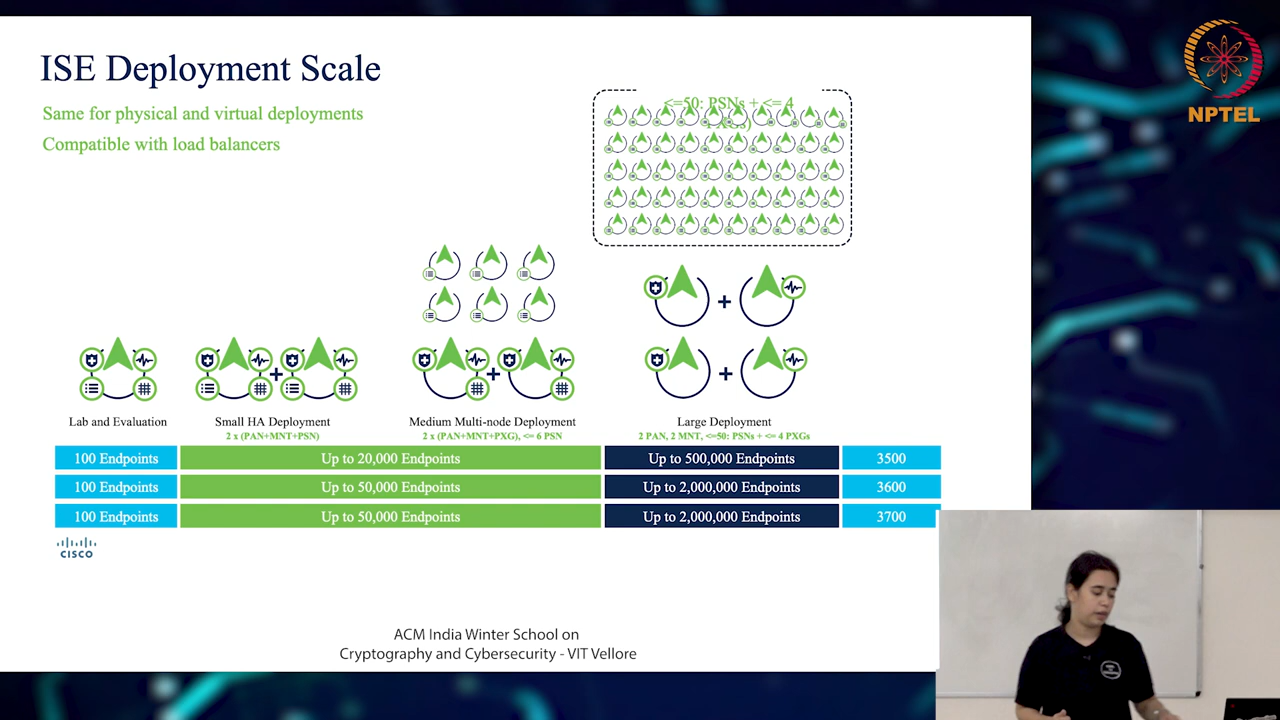 ISE Deployment Scale
Same for physical and virtual deployments
Compatible with load balancers
<=50: PSNs + <= 4
PXGs)
NPTEL
Lab and Evaluation
Small HA Deployment
2 x (PAN+MNT+PSN)
Medium Multi-node Deployment
2 x (PAN+MNT+PXG), <= 6 PSN
Large Deployment
2 PAN, 2 MNT, <=50: PSNs + <= 4 PXGs
100 Endpoints Up to 20,000 Endpoints Up to 500,000 Endpoints 3500
100 Endpoints Up to 50,000 Endpoints Up to 2,000,000 Endpoints 3600
100 Endpoints Up to 50,000 Endpoints Up to 2,000,000 Endpoints 3700
CISCO
ACM India Winter School on
Cryptography and Cybersecurity - VIT Vellore